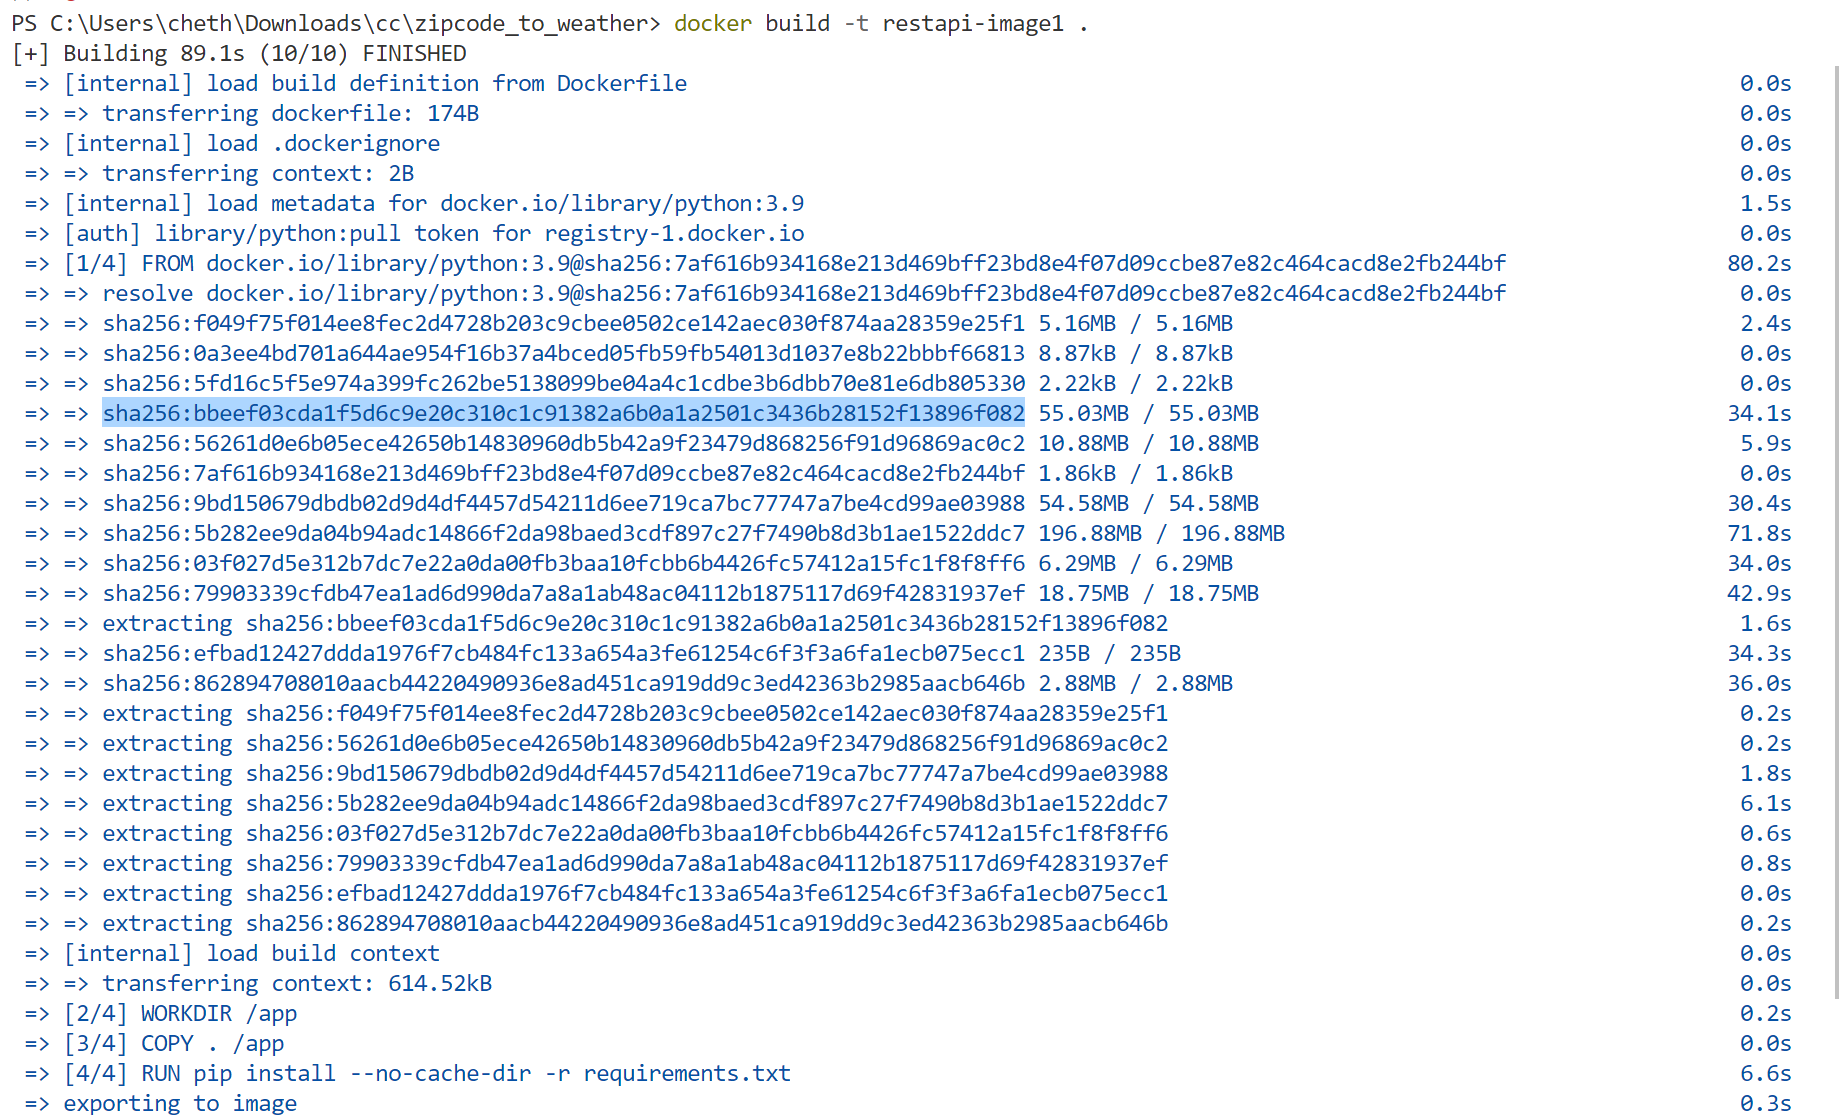 PS C:\Users\cheth\Downloads\cc\zipcode_to_weather> docker build -t restapi-image1 .
[+] Building 89.1s (10/10) FINISHED
=> [internal] load build definition from Dockerfile 0.0s
=> => transferring dockerfile: 174B 0.0s
=> [internal] load .dockerignore 0.0s
=> => transferring context: 2B 0.0s
=> [internal] load metadata for docker.io/library/python:3.9 1.5s
=> [auth] library/python:pull token for registry-1.docker.io 0.0s
=> [1/4] FROM docker.io/library/python:3.9@sha256:7af616b934168e213d469bff23bd8e4f07d09ccbe87e82c464cacd8e2fb244bf 80.2s
=> => resolve docker.io/library/python:3.9@sha256:7af616b934168e213d469bff23bd8e4f07d09ccbe87e82c464cacd8e2fb244bf 0.0s
=> => sha256:f049f75f014ee8fec2d4728b203c9cbee0502ce142aec030f874aa28359e25f1 5.16MB / 5.16MB 2.4s
=> => sha256:0a3ee4bd701a644ae954f16b37a4bced05fb59fb54013d1037e8b22bbbf66813 8.87kB / 8.87kB 0.0s
=> => sha256:5fd16c5f5e974a399fc262be5138099be04a4c1cdbe3b6dbb70e81e6db805330 2.22kB / 2.22kB 0.0s
=> => sha256:bbeef03cda1f5d6c9e20c310c1c91382a6b0a1a2501c3436b28152f13896f082 55.03MB / 55.03MB 34.1s
=> => sha256:56261d0e6b05ece42650b14830960db5b42a9f23479d868256f91d96869ac0c2 10.88MB / 10.88MB 5.9s
=> => sha256:7af616b934168e213d469bff23bd8e4f07d09ccbe87e82c464cacd8e2fb244bf 1.86kB / 1.86kB 0.0s
=> => sha256:9bd150679dbdb02d9d4df4457d54211d6ee719ca7bc77747a7be4cd99ae03988 54.58MB / 54.58MB 30.4s
=> => sha256:5b282ee9da04b94adc14866f2da98baed3cdf897c27f7490b8d3b1ae1522ddc7 196.88MB / 196.88MB 71.8s
=> => sha256:03f027d5e312b7dc7e22a0da00fb3baa10fcbb6b4426fc57412a15fc1f8f8ff6 6.29MB / 6.29MB 34.0s
=> => sha256:79903339cfdb47ea1ad6d990da7a8a1ab48ac04112b1875117d69f42831937ef 18.75MB / 18.75MB 42.9s
=> => extracting sha256:bbeef03cda1f5d6c9e20c310c1c91382a6b0a1a2501c3436b28152f13896f082 1.6s
=> => sha256:efbad12427ddda1976f7cb484fc133a654a3fe61254c6f3f3a6fa1ecb075ecc1 235B / 235B 34.3s
=> => sha256:862894708010aacb44220490936e8ad451ca919dd9c3ed42363b2985aacb646b 2.88MB / 2.88MB 36.0s
=> => extracting sha256:f049f75f014ee8fec2d4728b203c9cbee0502ce142aec030f874aa28359e25f1 0.2s
=> => extracting sha256:56261d0e6b05ece42650b14830960db5b42a9f23479d868256f91d96869ac0c2 0.2s
=> => extracting sha256:9bd150679dbdb02d9d4df4457d54211d6ee719ca7bc77747a7be4cd99ae03988 1.8s
=> => extracting sha256:5b282ee9da04b94adc14866f2da98baed3cdf897c27f7490b8d3b1ae1522ddc7 6.1s
=> => extracting sha256:03f027d5e312b7dc7e22a0da00fb3baa10fcbb6b4426fc57412a15fc1f8f8ff6 0.6s
=> => extracting sha256:79903339cfdb47ea1ad6d990da7a8a1ab48ac04112b1875117d69f42831937ef 0.8s
=> => extracting sha256:efbad12427ddda1976f7cb484fc133a654a3fe61254c6f3f3a6fa1ecb075ecc1 0.0s
=> => extracting sha256:862894708010aacb44220490936e8ad451ca919dd9c3ed42363b2985aacb646b 0.2s
=> [internal] load build context 0.0s
=> => transferring context: 614.52kB 0.0s
=> [2/4] WORKDIR /app 0.2s
=> [3/4] COPY . /app 0.0s
=> [4/4] RUN pip install --no-cache-dir -r requirements.txt 6.6s
=> exporting to image 0.3s